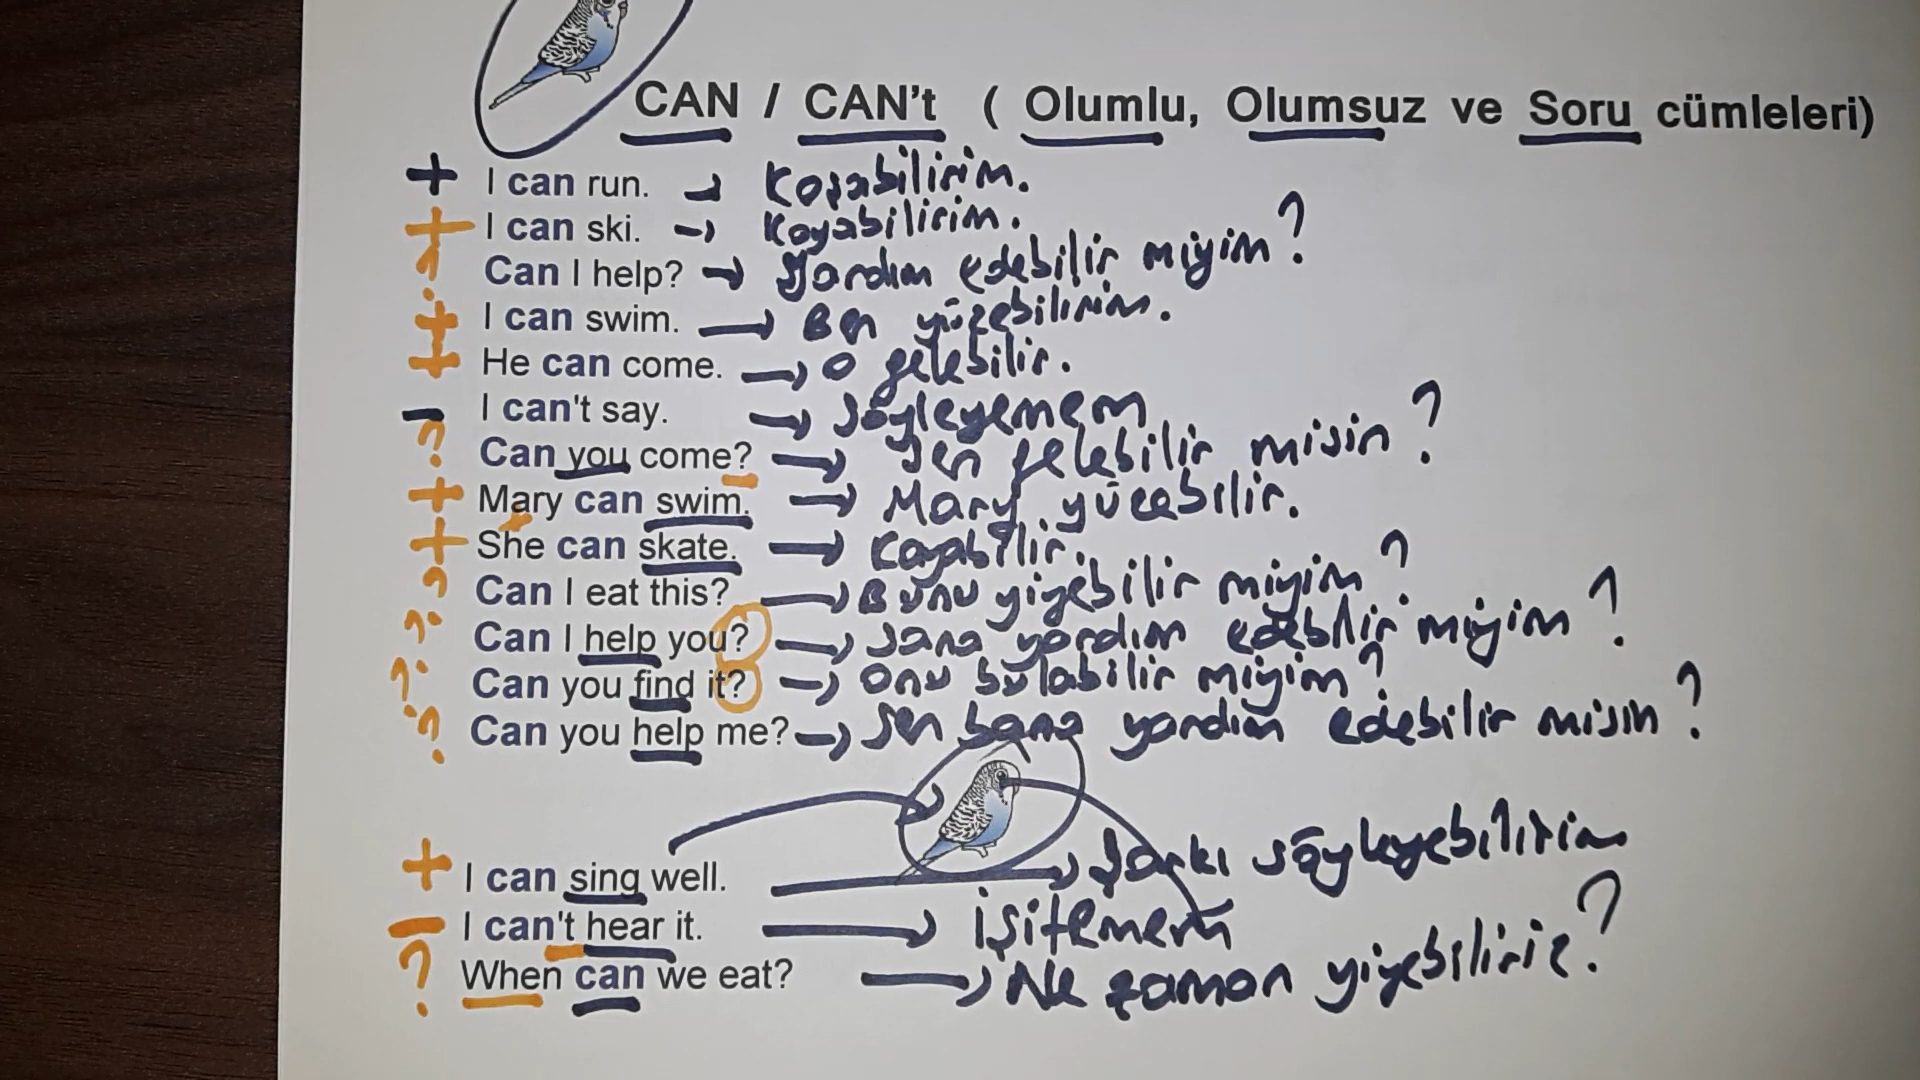 CAN / CAN't ( Olumlu, Olumsuz ve Soru cümleleri)
+ I can run. → Koşabilirim.
+ I can ski. → Kayabilirim.
? Can I help? → Yardım edebilir miyim?
+ I can swim. → Ben yüzebilirim.
+ He can come. → O gelebilir.
- I can't say. → Söyleyemem
? Can you come? → Sen gelebilir misin?
+ Mary can swim. → Mary yüzebilir.
+ She can skate. → Kayabilir.
? Can I eat this? → Bunu yiyebilir miyim?
? Can I help you? → Sana yardım edebilir miyim?
? Can you find it? → Onu bulabilir miyim?
? Can you help me? → Sen bana yardım edebilir misin?
+ I can sing well. → Şarkı söyleyebilirim
- I can't hear it. → işitemem
? When can we eat? → Ne zaman yiyebiliriz?